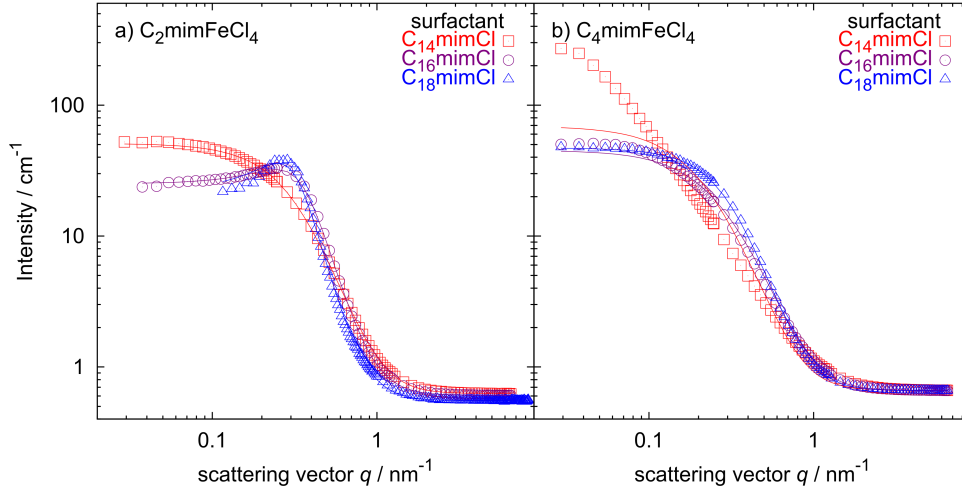 a) C₂mimFeCl₄
surfactant
C₁₄mimCl
C₁₆mimCl
C₁₈mimCl
b) C₄mimFeCl₄
surfactant
C₁₄mimCl
C₁₆mimCl
C₁₈mimCl
100
10
1
Intensity / cm⁻¹
0.1
1
0.1
1
scattering vector q / nm⁻¹
scattering vector q / nm⁻¹